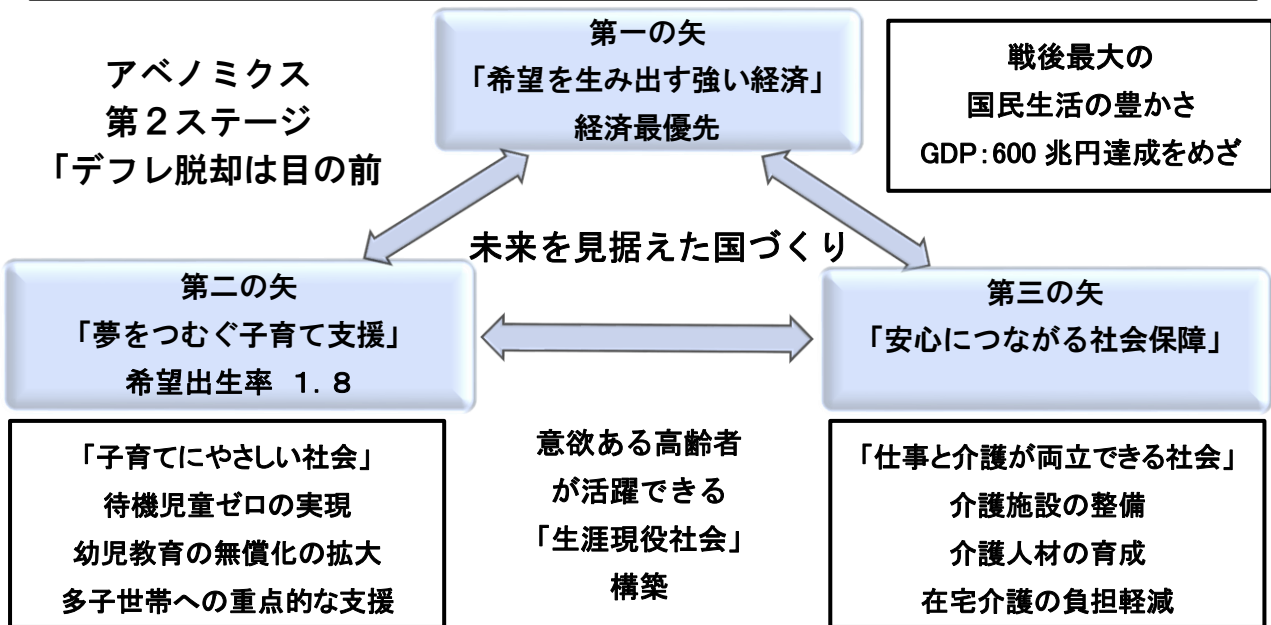 アベノミクス
第２ステージ
「デフレ脱却は目の前
第一の矢
「希望を生み出す強い経済」
経済最優先
戦後最大の
国民生活の豊かさ
GDP：600 兆円達成をめざ
未来を見据えた国づくり
第二の矢
「夢をつむぐ子育て支援」
希望出生率　１．８
第三の矢
「安心につながる社会保障」
「子育てにやさしい社会」
待機児童ゼロの実現
幼児教育の無償化の拡大
多子世帯への重点的な支援
意欲ある高齢者
が活躍できる
「生涯現役社会」
構築
「仕事と介護が両立できる社会」
介護施設の整備
介護人材の育成
在宅介護の負担軽減